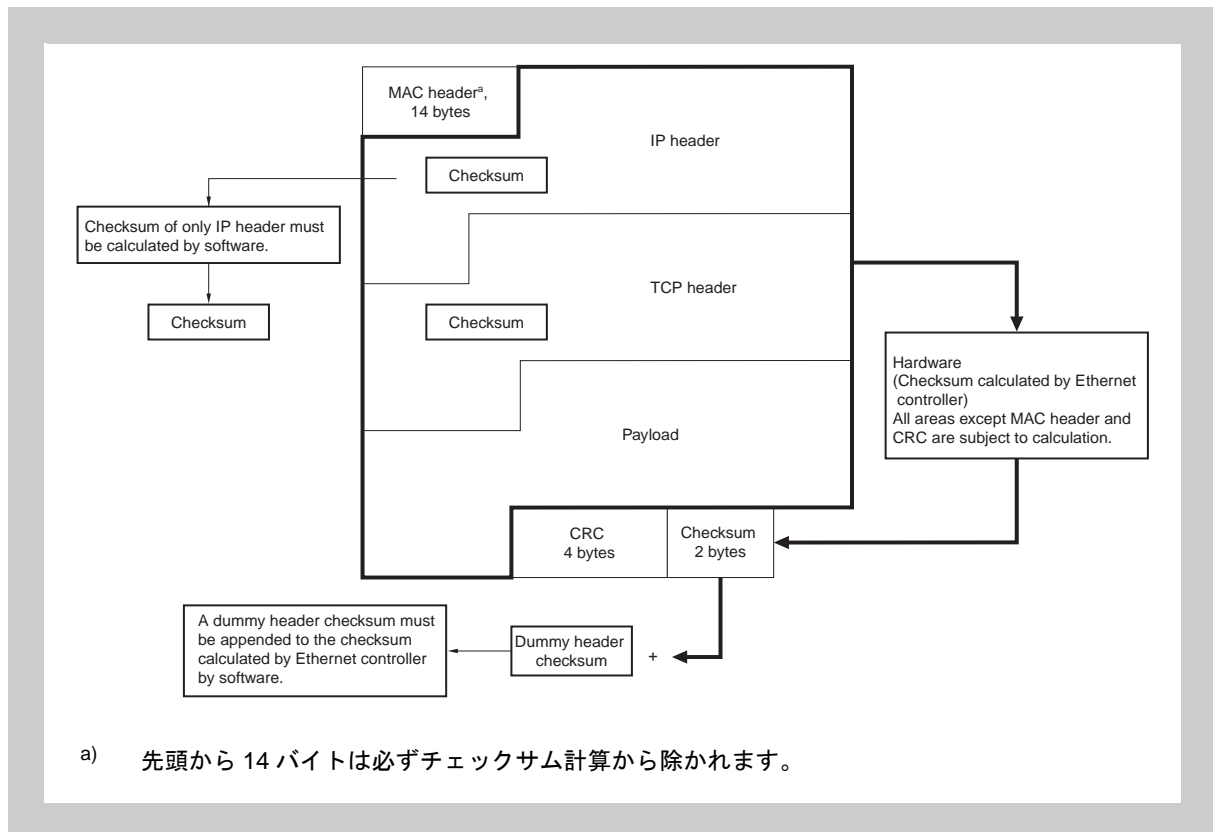 MAC headera,
14 bytes
IP header
Checksum
Checksum of only IP header must
be calculated by software.
Checksum
TCP header
Checksum
Hardware
(Checksum calculated by Ethernet
controller)
All areas except MAC header and
CRC are subject to calculation.
Payload
CRC
4 bytes
Checksum
2 bytes
A dummy header checksum must
be appended to the checksum
calculated by Ethernet controller
by software.
Dummy header
checksum
+
a) 先頭から 14 バイトは必ずチェックサム計算から除かれます。